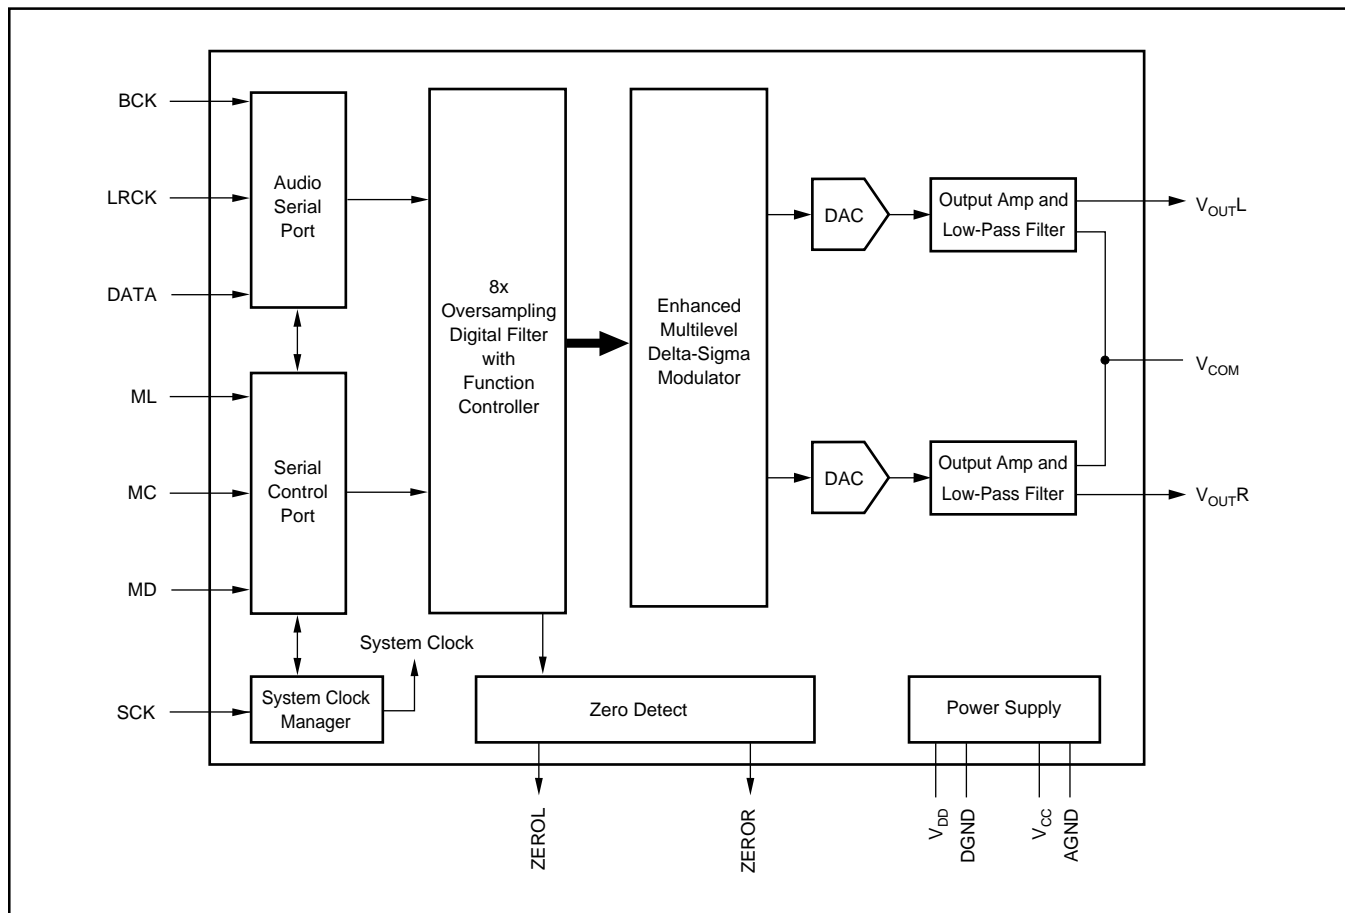 BCK
LRCK
DATA
ML
MC
MD
SCK
Audio
Serial
Port
Serial
Control
Port
System Clock
Manager
System Clock
8x
Oversampling
Digital Filter
with
Function
Controller
Enhanced
Multilevel
Delta-Sigma
Modulator
DAC
Output Amp and
Low-Pass Filter
DAC
Output Amp and
Low-Pass Filter
VOUTL
VCOM
VOUTR
Zero Detect
Power Supply
ZEROL
ZEROR
VDD
DGND
VCC
AGND